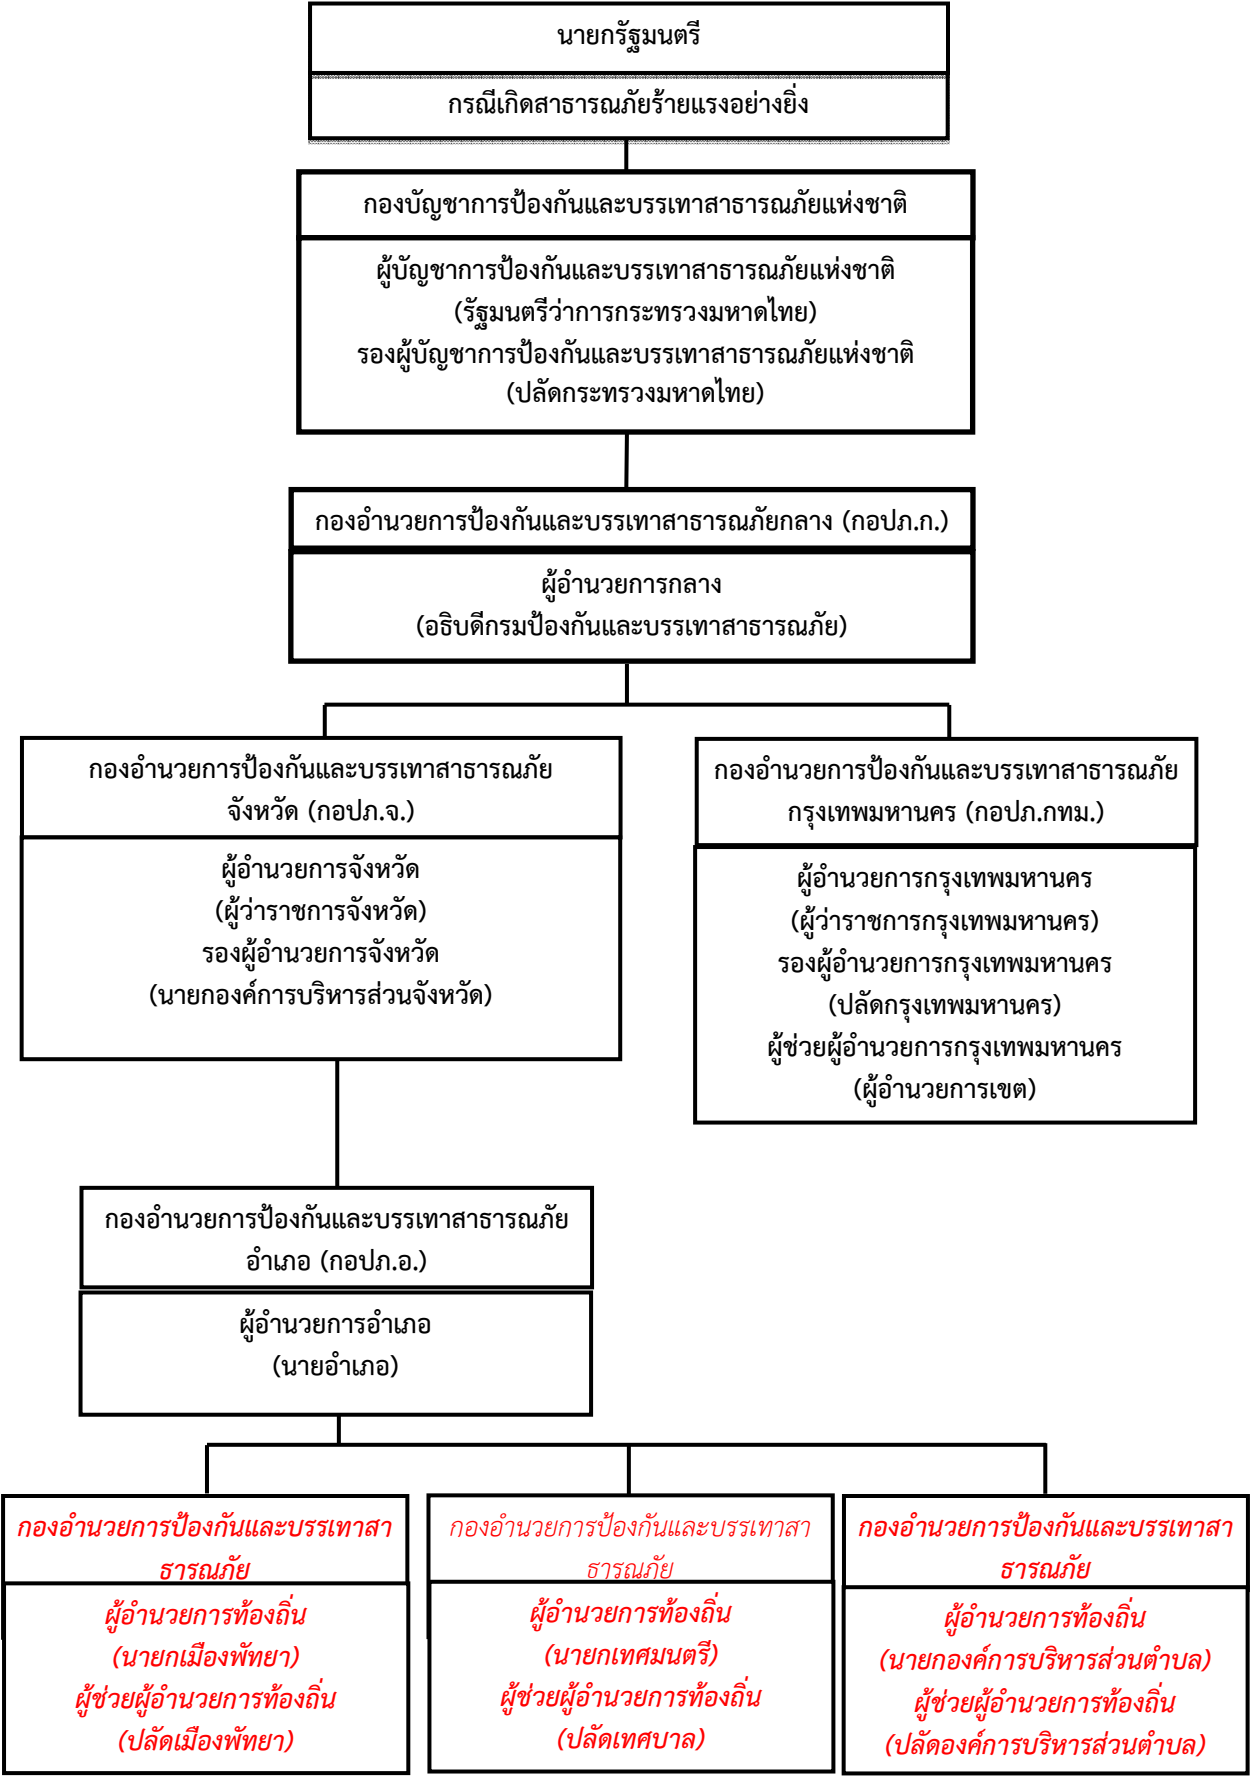 นายกรัฐมนตรี
กรณีเกิดสาธารณภัยร้ายแรงอย่างยิ่ง
กองบัญชาการป้องกันและบรรเทาสาธารณภัยแห่งชาติ
ผู้บัญชาการป้องกันและบรรเทาสาธารณภัยแห่งชาติ
(รัฐมนตรีว่าการกระทรวงมหาดไทย)
รองผู้บัญชาการป้องกันและบรรเทาสาธารณภัยแห่งชาติ
(ปลัดกระทรวงมหาดไทย)
กองอำนวยการป้องกันและบรรเทาสาธารณภัยกลาง (กอปภ.ก.)
ผู้อำนวยการกลาง
(อธิบดีกรมป้องกันและบรรเทาสาธารณภัย)
กองอำนวยการป้องกันและบรรเทาสาธารณภัย
จังหวัด (กอปภ.จ.)
ผู้อำนวยการจังหวัด
(ผู้ว่าราชการจังหวัด)
รองผู้อำนวยการจังหวัด
(นายกองค์การบริหารส่วนจังหวัด)
กองอำนวยการป้องกันและบรรเทาสาธารณภัย
กรุงเทพมหานคร (กอปภ.กทม.)
ผู้อำนวยการกรุงเทพมหานคร
(ผู้ว่าราชการกรุงเทพมหานคร)
รองผู้อำนวยการกรุงเทพมหานคร
(ปลัดกรุงเทพมหานคร)
ผู้ช่วยผู้อำนวยการกรุงเทพมหานคร
(ผู้อำนวยการเขต)
กองอำนวยการป้องกันและบรรเทาสาธารณภัย
อำเภอ (กอปภ.อ.)
ผู้อำนวยการอำเภอ
(นายอำเภอ)
กองอำนวยการป้องกันและบรรเทาสา
ธารณภัย
ผู้อำนวยการท้องถิ่น
(นายกเมืองพัทยา)
ผู้ช่วยผู้อำนวยการท้องถิ่น
(ปลัดเมืองพัทยา)
กองอำนวยการป้องกันและบรรเทาสา
ธารณภัย
ผู้อำนวยการท้องถิ่น
(นายกเทศมนตรี)
ผู้ช่วยผู้อำนวยการท้องถิ่น
(ปลัดเทศบาล)
กองอำนวยการป้องกันและบรรเทาสา
ธารณภัย
ผู้อำนวยการท้องถิ่น
(นายกองค์การบริหารส่วนตำบล)
ผู้ช่วยผู้อำนวยการท้องถิ่น
(ปลัดองค์การบริหารส่วนตำบล)